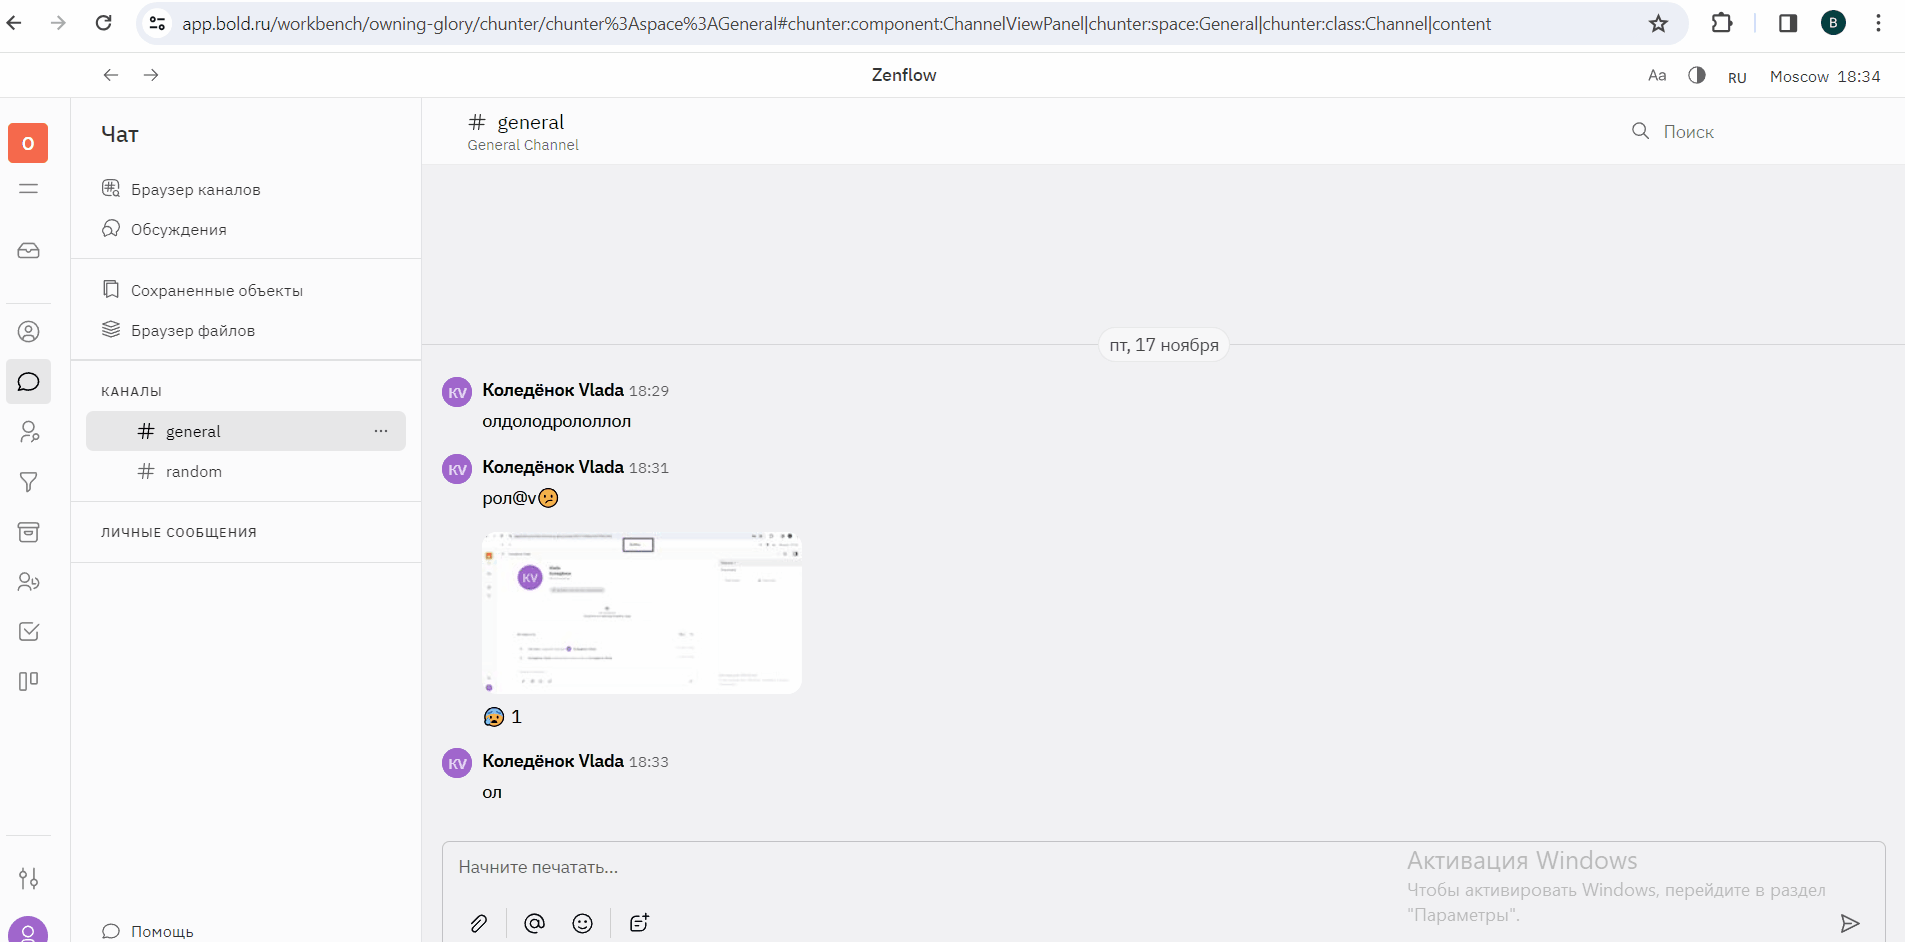 app.bold.ru/workbench/owning-glory/chunter/chunter%3Aspace%3AGeneral#chunter:component:ChannelViewPanel|chunter:space:General|chunter:class:Channel|content
B
Zenflow
Aa
RU
Moscow 18:34
O
Чат
Браузер каналов
Обсуждения
Сохраненные объекты
Браузер файлов
КАНАЛЫ
# general
...
# random
ЛИЧНЫЕ СООБЩЕНИЯ
Помощь
# general
General Channel
Поиск
пт, 17 ноября
KV
Коледёнок Vlada 18:29
олдолодрололлол
KV
Коледёнок Vlada 18:31
рол@v😕
KV
😰 1
KV
Коледёнок Vlada 18:33
ол
Начните печатать...
Активация Windows
Чтобы активировать Windows, перейдите в раздел
"Параметры".